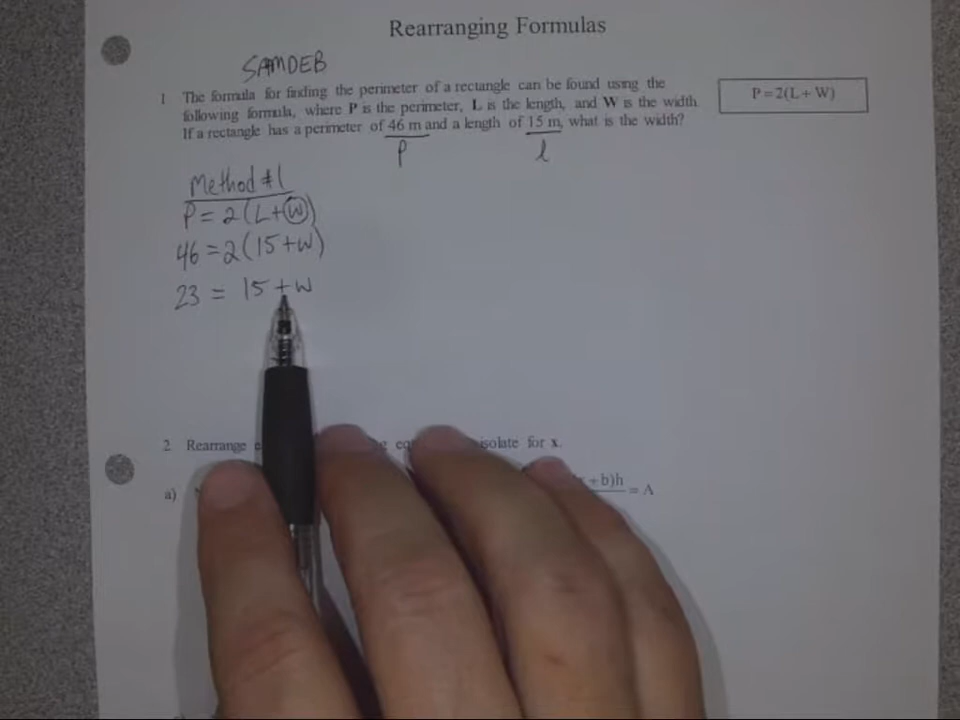 Rearranging Formulas
SAMDEB
1 The formula for finding the perimeter of a rectangle can be found using the
following formula, where P is the perimeter, L is the length, and W is the width.
If a rectangle has a perimeter of 46 m and a length of 15 m, what is the width?
P = 2(L + W)
P l
Method #1
P = 2(L+W)
46 = 2(15+W)
23 = 15+W
2 Rearrange isolate for x.
a) + b)h = A